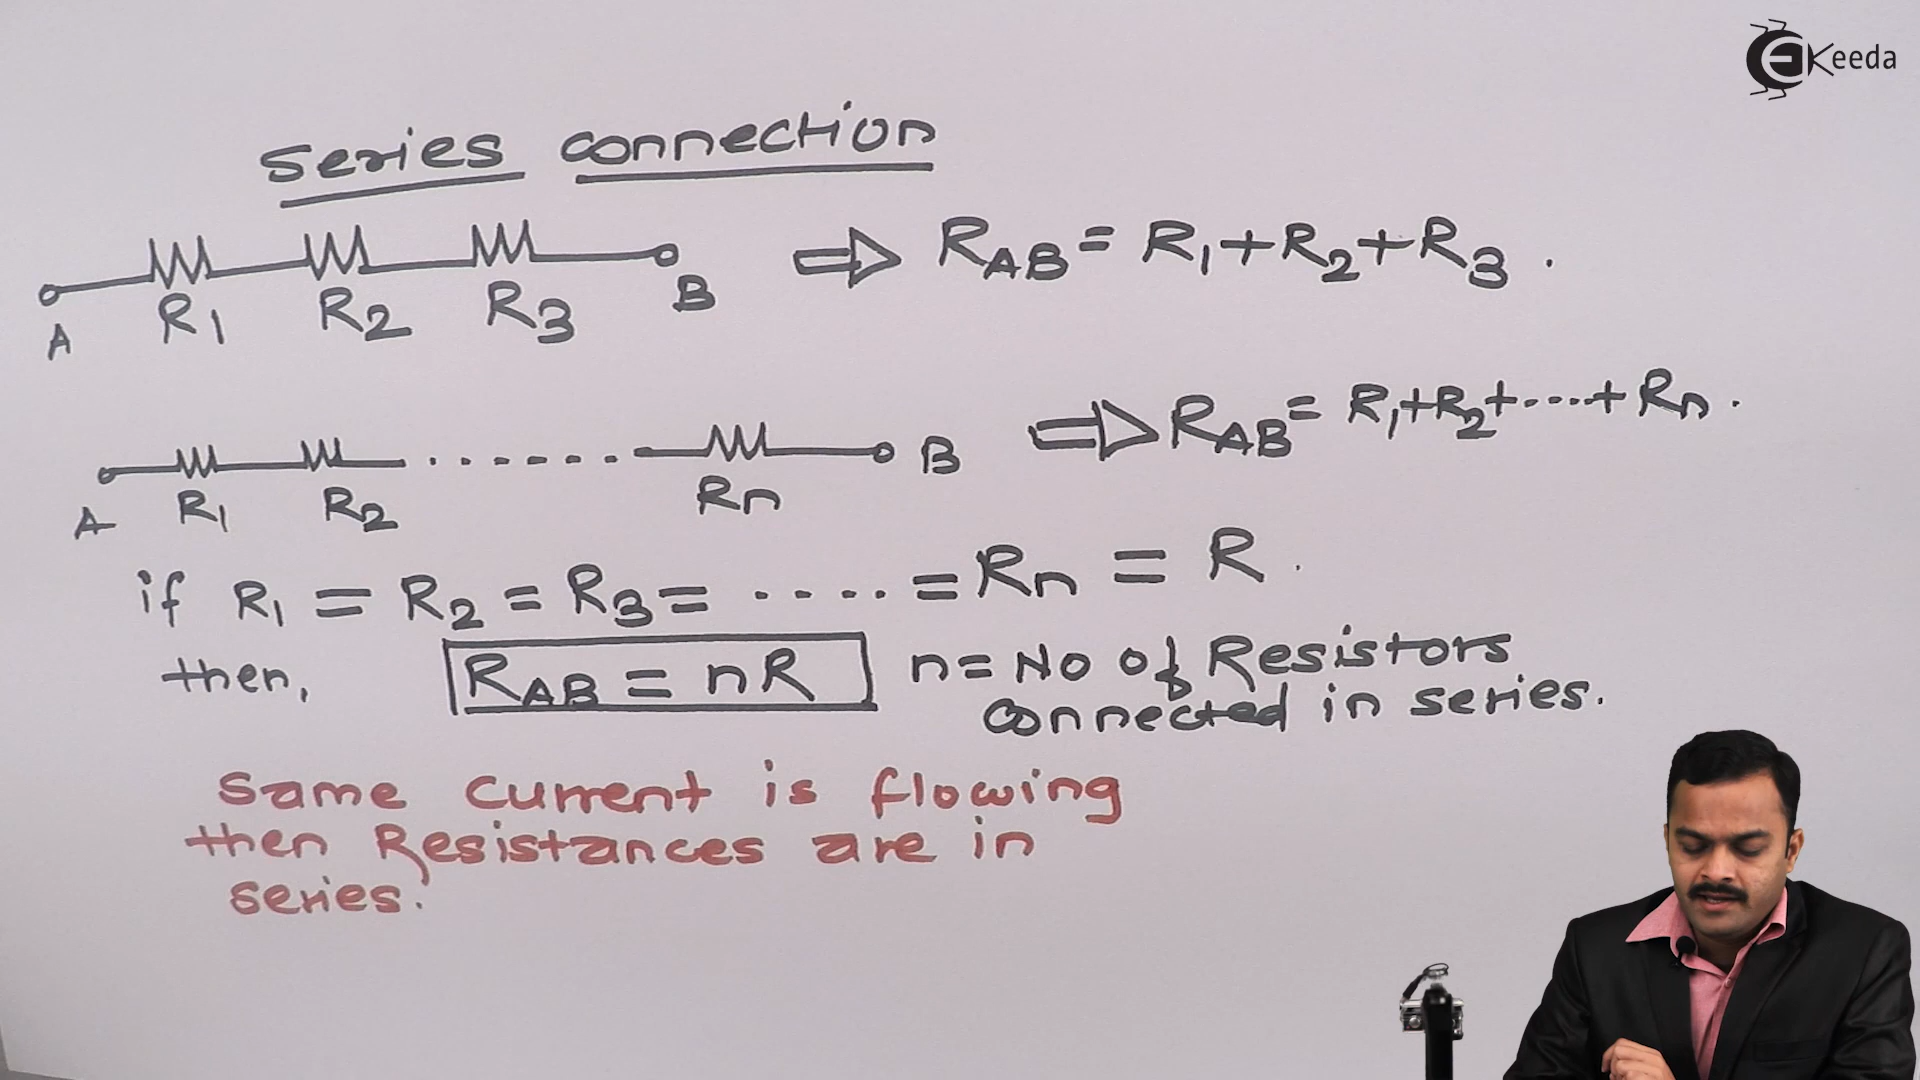 Keeda
Series connection
R1 R2 R3
A B
⇒ RAB = R1+R2+R3 .
A R1 R2 ....... Rn B
⇒ RAB = R1+R2+....+ Rn .
if R1 = R2 = R3 = ..... = Rn = R .
then, RAB = nR n= No of Resistors
connected in series.
Same current is flowing
then Resistances are in
series.